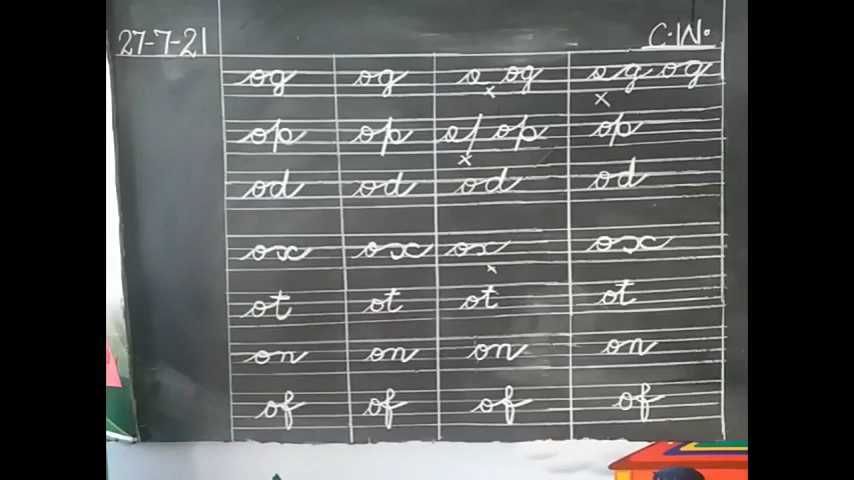 27-7-21 C.W.
og og o og og og
x x
op op op op op
x
od od od od
ox ox ox ox
x
ot ot ot ot
on on on on
of of of of